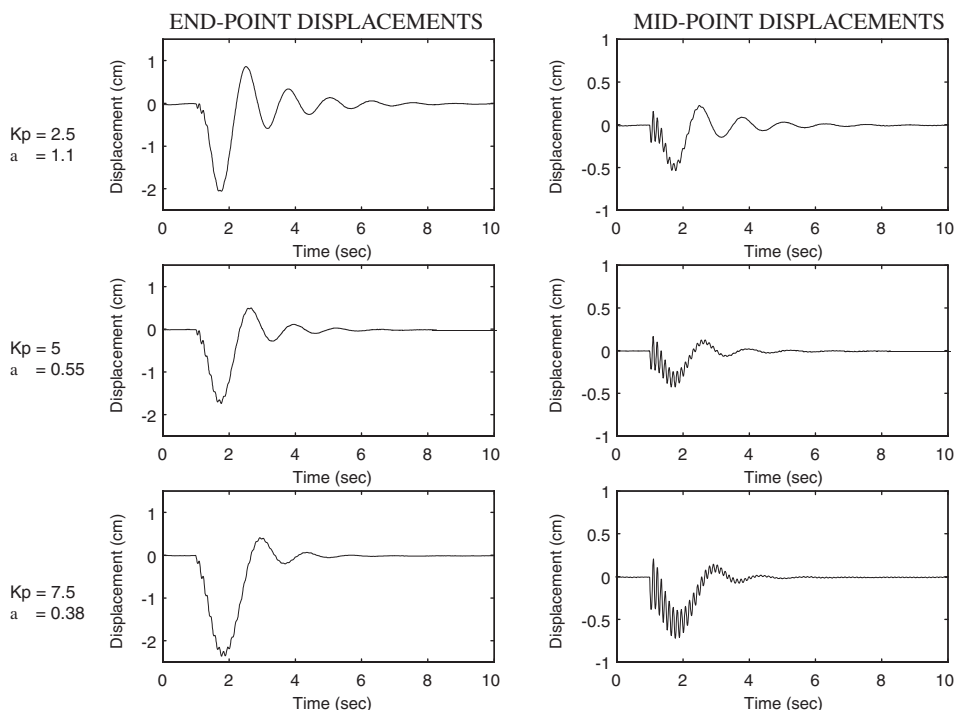 END-POINT DISPLACEMENTS
MID-POINT DISPLACEMENTS
Kp = 2.5
a = 1.1
Displacement (cm)
1
0
-1
-2
0 2 4 6 8 10
Time (sec)
Displacement (cm)
1
0.5
0
-0.5
-1
0 2 4 6 8 10
Time (sec)
Kp = 5
a = 0.55
Displacement (cm)
1
0
-1
-2
0 2 4 6 8 10
Time (sec)
Displacement (cm)
1
0.5
0
-0.5
-1
0 2 4 6 8 10
Time (sec)
Kp = 7.5
a = 0.38
Displacement (cm)
1
0
-1
-2
0 2 4 6 8 10
Time (sec)
Displacement (cm)
1
0.5
0
-0.5
-1
0 2 4 6 8 10
Time (sec)